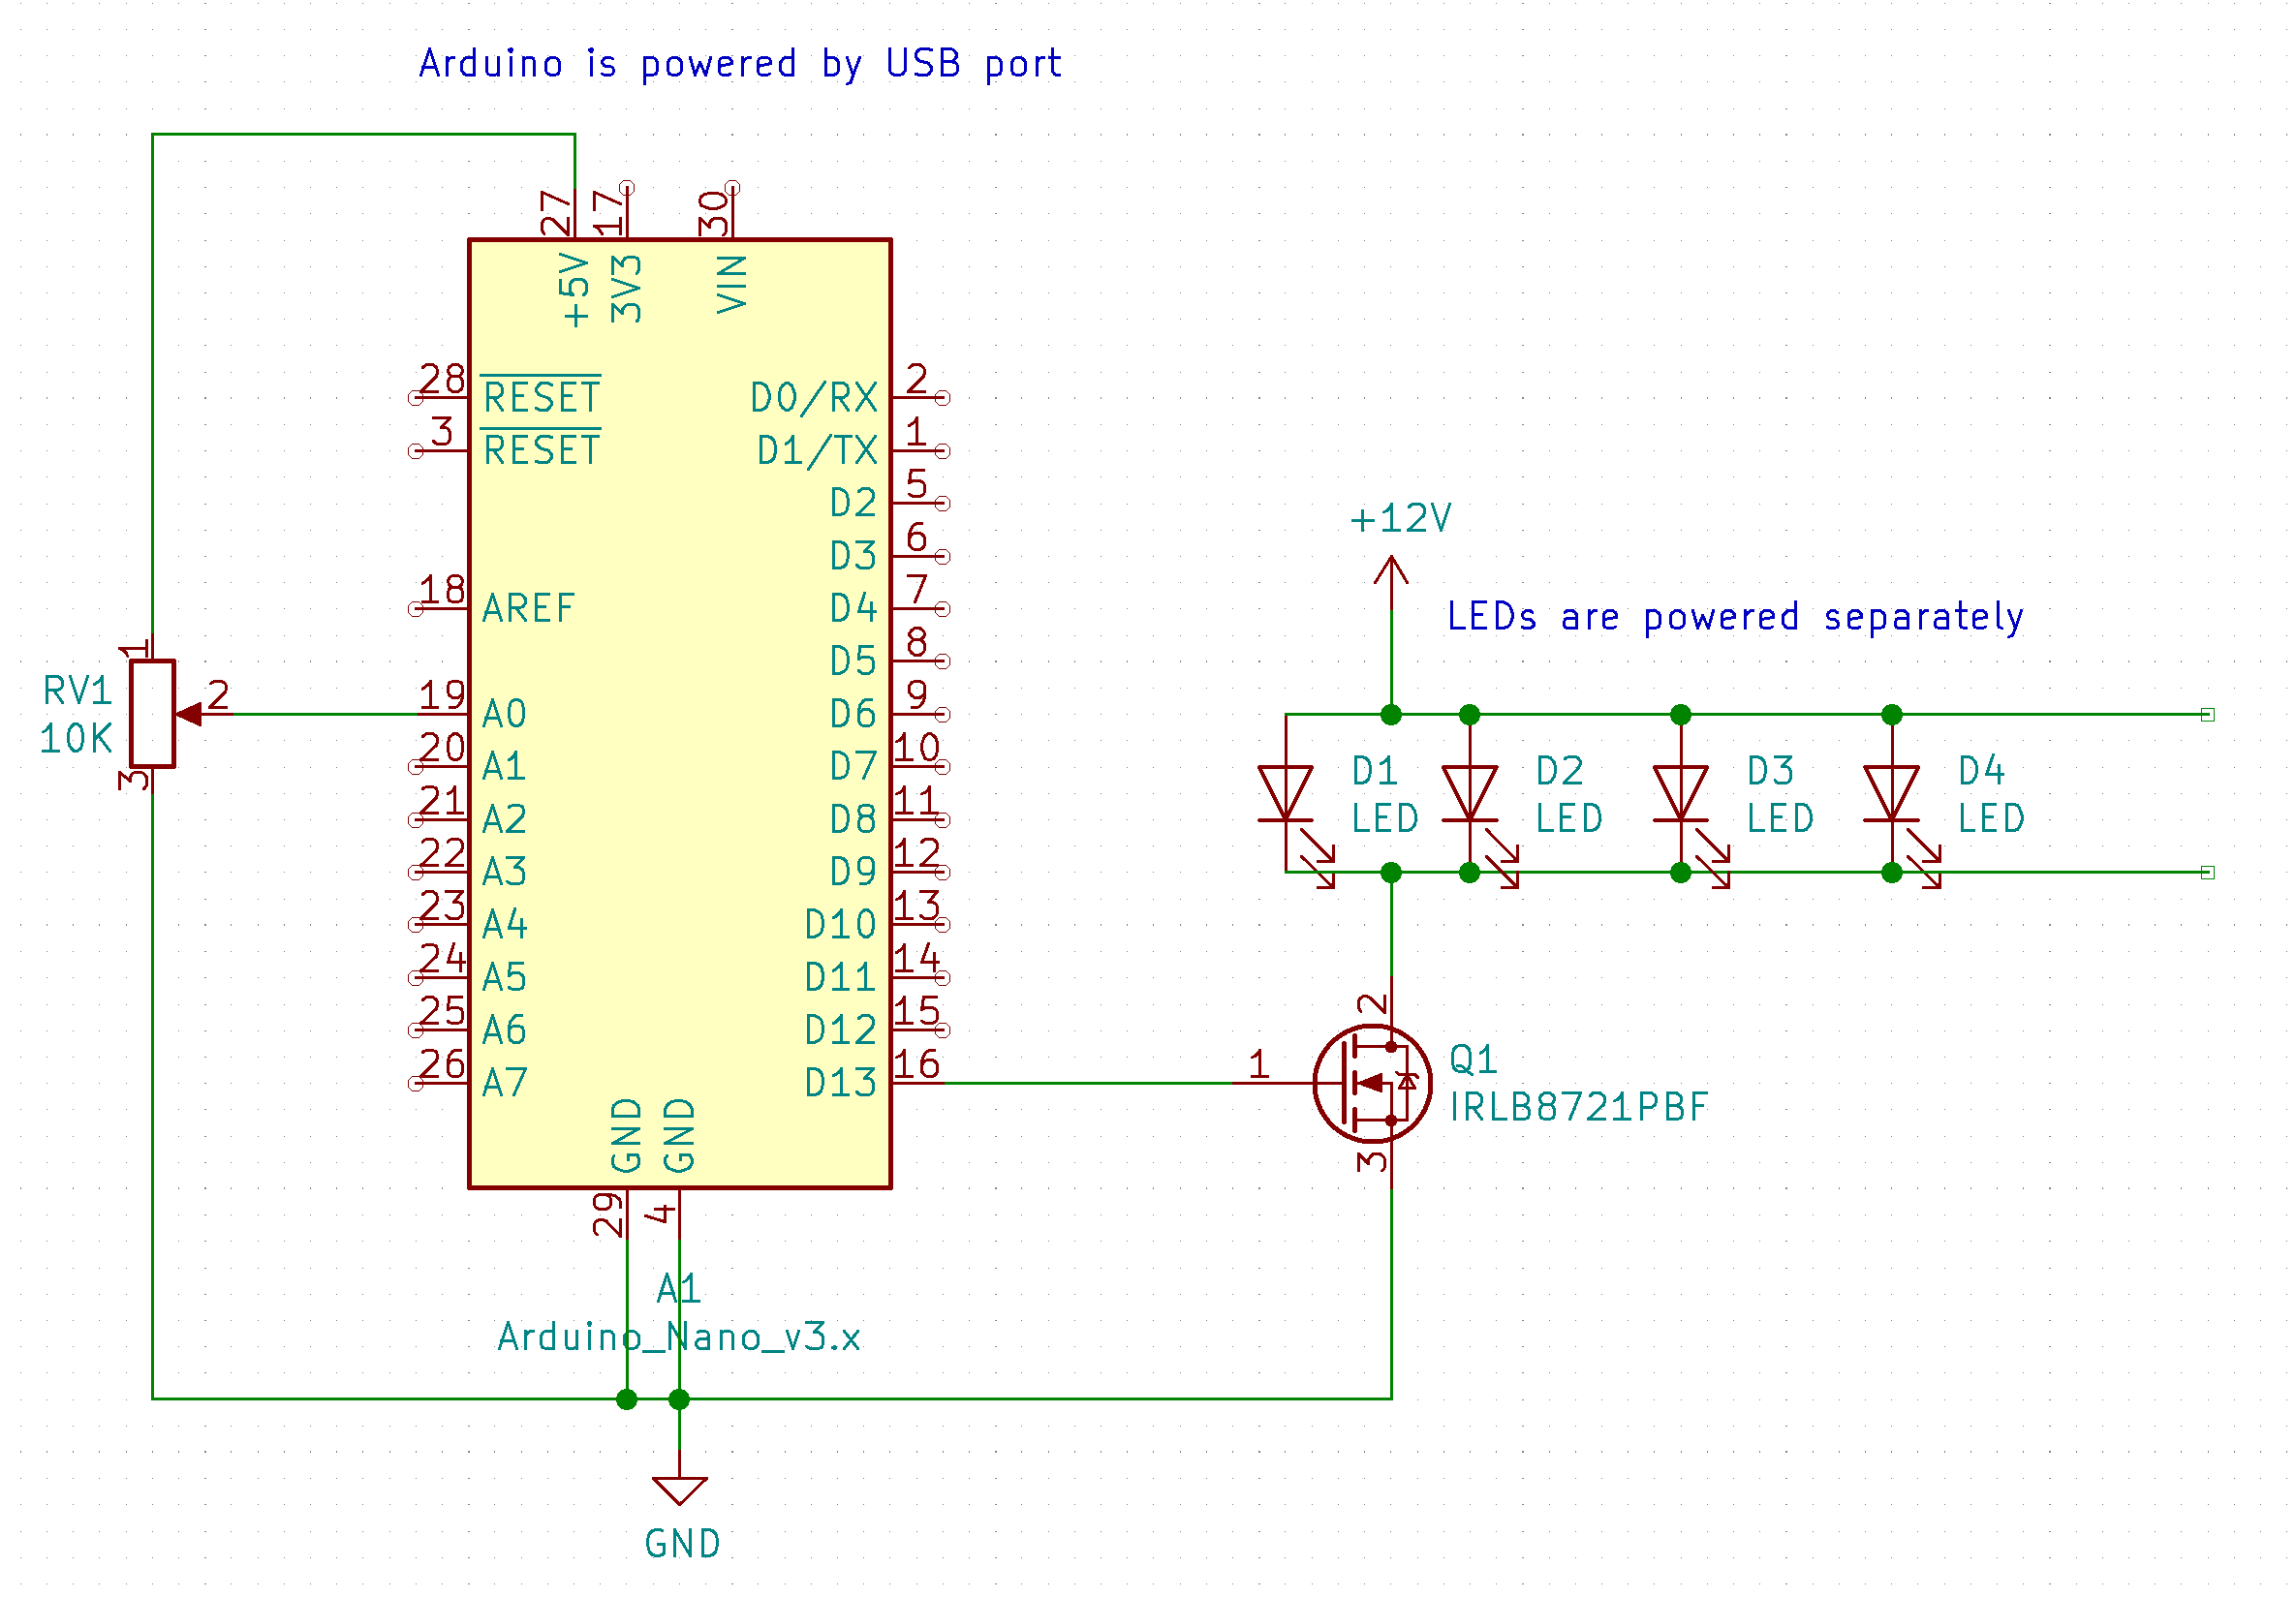 Arduino is powered by USB port
27
17
30
+5V
3V3
VIN
28 RESET
3 RESET
18 AREF
19 A0
20 A1
21 A2
22 A3
23 A4
24 A5
25 A6
26 A7
D0/RX 2
D1/TX 1
D2 5
D3 6
D4 7
D5 8
D6 9
D7 10
D8 11
D9 12
D10 13
D11 14
D12 15
D13 16
GND
GND
29
4
A1
Arduino_Nano_v3.x
GND
1
RV1
10K
2
3
+12V
LEDs are powered separately
D1
LED
D2
LED
D3
LED
D4
LED
2
1
Q1
IRLB8721PBF
3